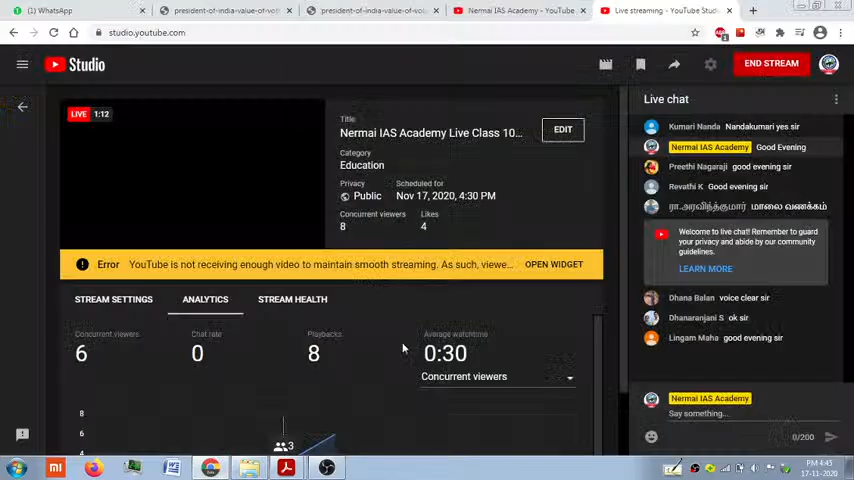 (1) WhatsApp
president-of-india-value-of-vot
president-of-india-value-of-vot
Nermai IAS Academy - YouTube
Live streaming - YouTube Stud
studio.youtube.com
Studio
END STREAM
LIVE 1:12
Title:
Nermai IAS Academy Live Class 10...
EDIT
Category
Education
Privacy
Public
Scheduled for
Nov 17, 2020, 4:30 PM
Concurrent viewers
8
Likes
4
Error YouTube is not receiving enough video to maintain smooth streaming. As such, viewe... OPEN WIDGET
STREAM SETTINGS ANALYTICS STREAM HEALTH
Concurrent viewers
6
Chat rate
0
Playbacks
8
Average watchtime
0:30
Concurrent viewers
8
6
4
3
Live chat
Kumari Nanda Nandakumari yes sir
Nermai IAS Academy Good Evening
Preethi Nagaraji good evening sir
Revathi K Good evening sir
ரா.அரவிந்த்குமார் மாலை வணக்கம்
Welcome to live chat! Remember to guard
your privacy and abide by our community
guidelines.
LEARN MORE
Dhana Balan voice clear sir
Dhanaranjani S ok sir
Lingam Maha good evening sir
Nermai IAS Academy
Say something...
0/200
PM 4:45
17-11-2020